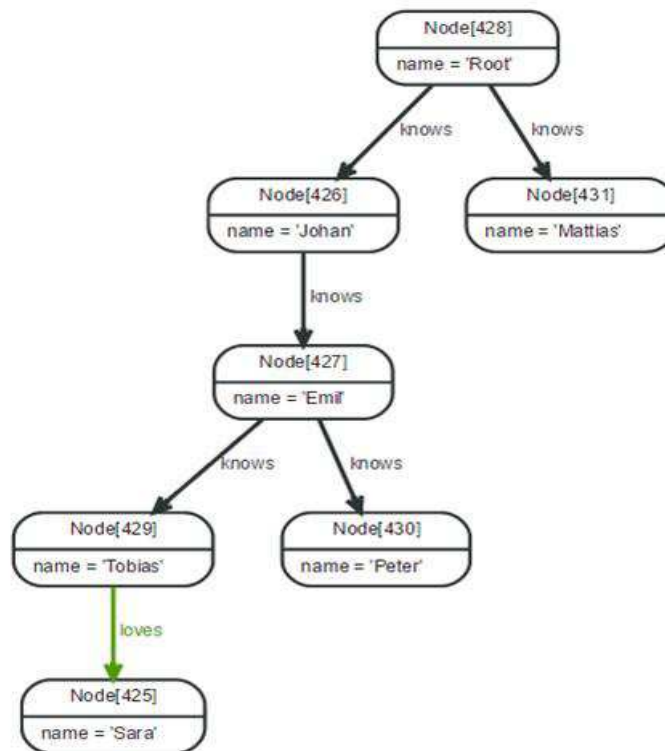 Node[428]
name = 'Root'
knows
knows
Node[426]
name = 'Johan'
Node[431]
name = 'Mattias'
knows
Node[427]
name = 'Emil'
knows
knows
Node[429]
name = 'Tobias'
Node[430]
name = 'Peter'
loves
Node[425]
name = 'Sara'